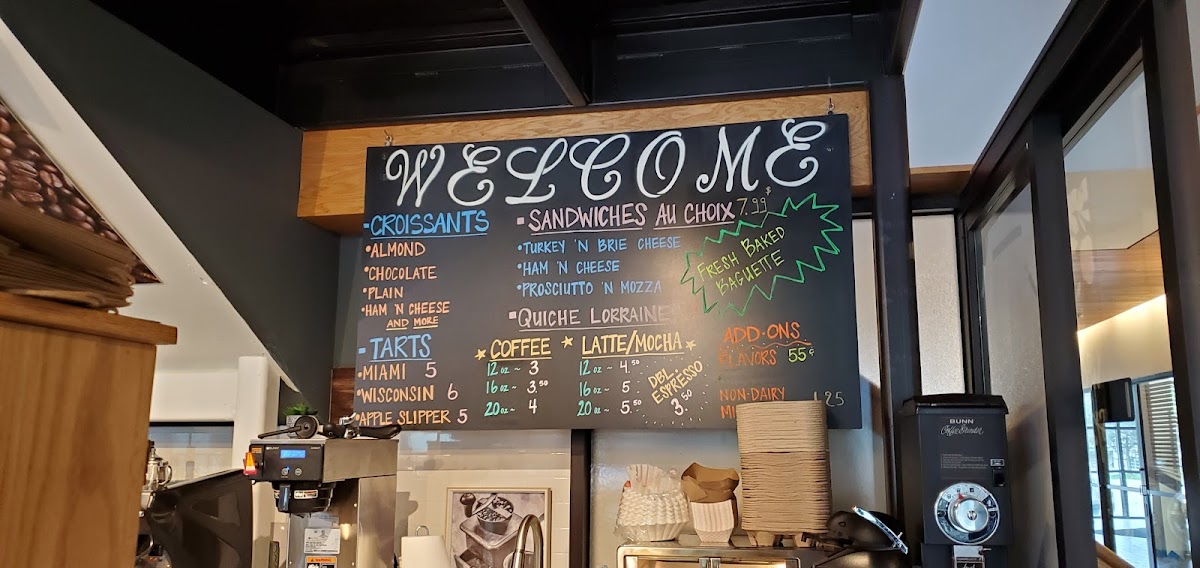 WELCOME
CROISSANTS
•ALMOND
•CHOCOLATE
•PLAIN
•HAM 'N CHEESE
AND MORE
TARTS
•MIAMI 5
•WISCONSIN 6
•APPLE SLIPPER 5
SANDWICHES AU CHOIX 7.99$
•TURKEY 'N BRIE CHEESE
•HAM 'N CHEESE
•PROSCIUTTO 'N MOZZA
QUICHE LORRAINE
FRESH BAKED
BAGUETTE
COFFEE
12 oz ~ 3
16 oz ~ 3.50
20 oz ~ 4
LATTE/MOCHA
12 oz ~ 4.50
16 oz ~ 5
20 oz ~ 5.50
DBL.
ESPRESSO
3.50
ADD-ONS
FLAVORS 55¢
NON-DAIRY
BUNN